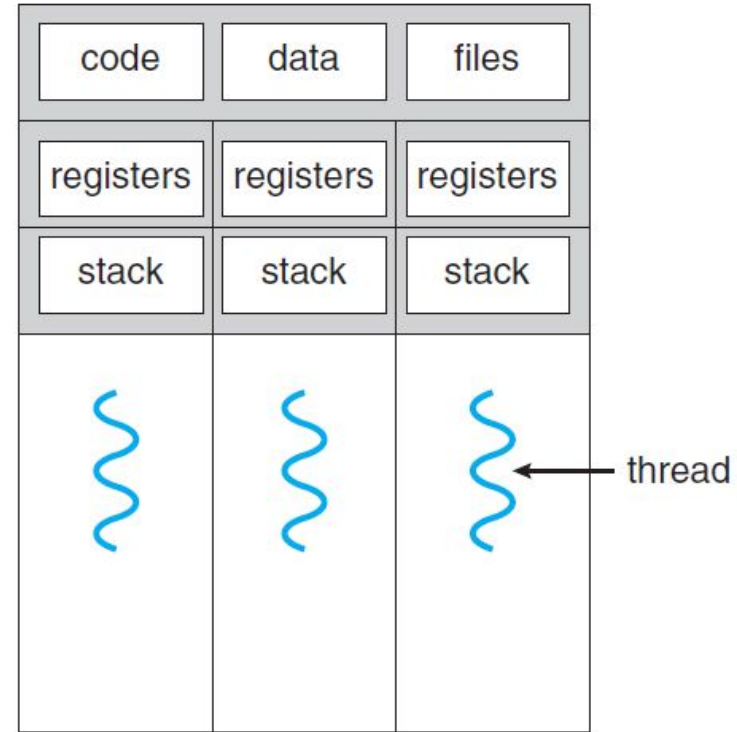 code data files
registers registers registers
stack stack stack
thread